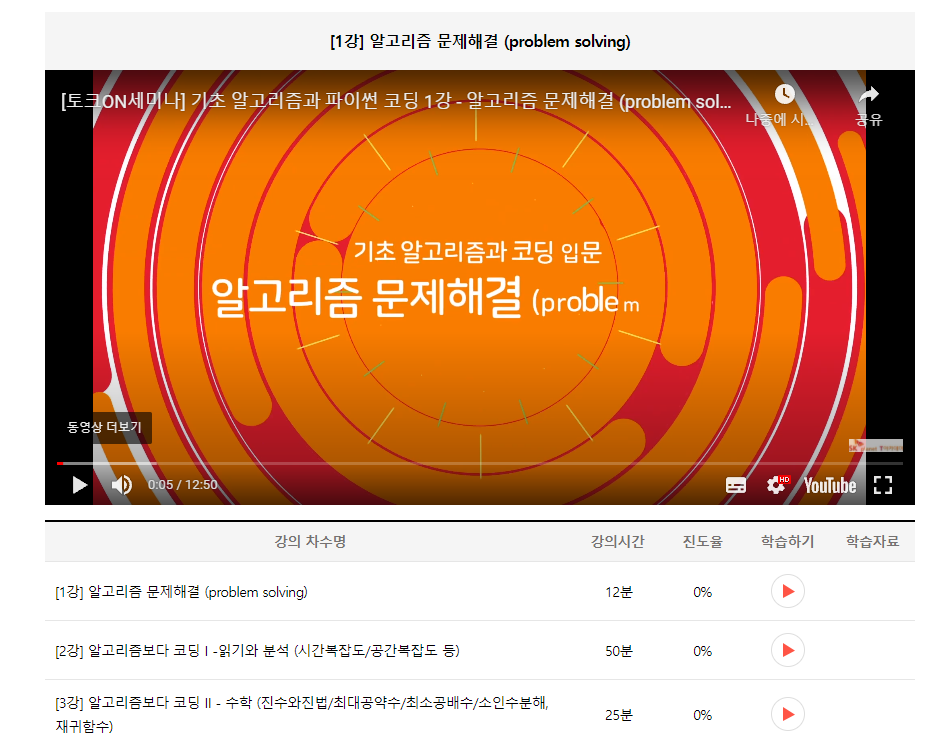 [1강] 알고리즘 문제해결 (problem solving)
[토크ON세미나] 기초 알고리즘과 파이썬 코딩 1강 - 알고리즘 문제해결 (problem sol...
나중에 시...
공유
기초 알고리즘과 코딩 입문
알고리즘 문제해결 (problem
동영상 더보기
0:05 / 12:50
HD
YouTube
강의 차수명 강의시간 진도율 학습하기 학습자료
[1강] 알고리즘 문제해결 (problem solving) 12분 0%
[2강] 알고리즘보다 코딩 I -읽기와 분석 (시간복잡도/공간복잡도 등) 50분 0%
[3강] 알고리즘보다 코딩 II - 수학 (진수와진법/최대공약수/최소공배수/소인수분해,
재귀함수) 25분 0%